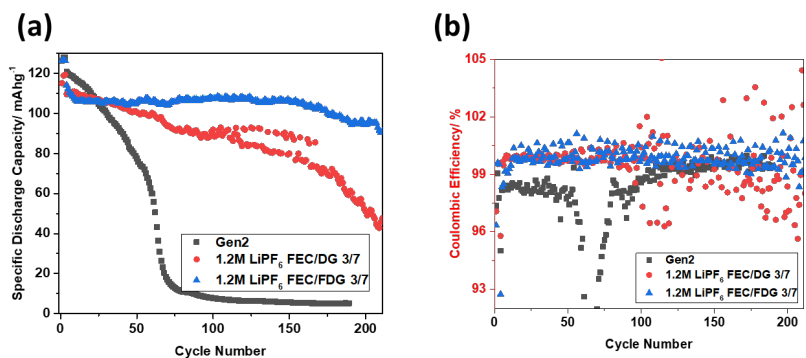 (a)
Specific Discharge Capacity/ mAhg⁻¹
120
100
80
60
40
20
0
0
50
75
100
150
200
Gen2
1.2M LiPF₆ FEC/DG 3/7
1.2M LiPF₆ FEC/FDG 3/7
Cycle Number
(b)
Coulombic Efficiency/ %
105
102
99
96
93
0
50
100
150
200
Gen2
1.2M LiPF₆ FEC/DG 3/7
1.2M LiPF₆ FEC/FDG 3/7
Cycle Number